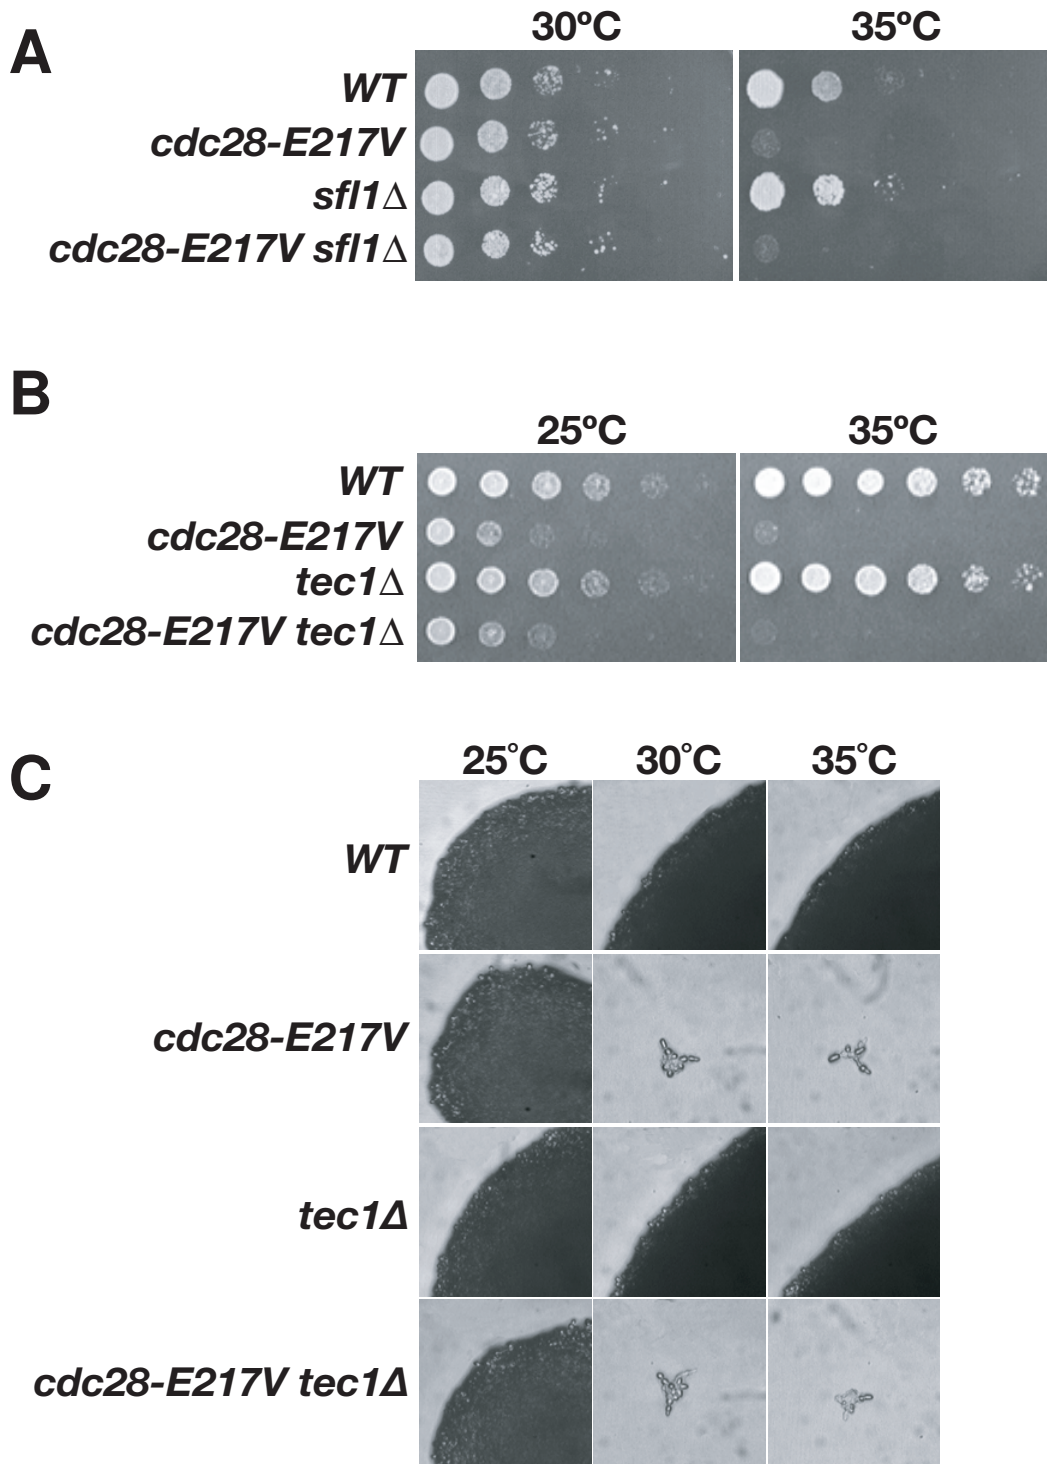 A
30ºC 35ºC
WT
cdc28-E217V
sfl1Δ
cdc28-E217V sfl1Δ
B
25ºC 35ºC
WT
cdc28-E217V
tec1Δ
cdc28-E217V tec1Δ
C
25°C 30°C 35°C
WT
cdc28-E217V
tec1Δ
cdc28-E217V tec1Δ